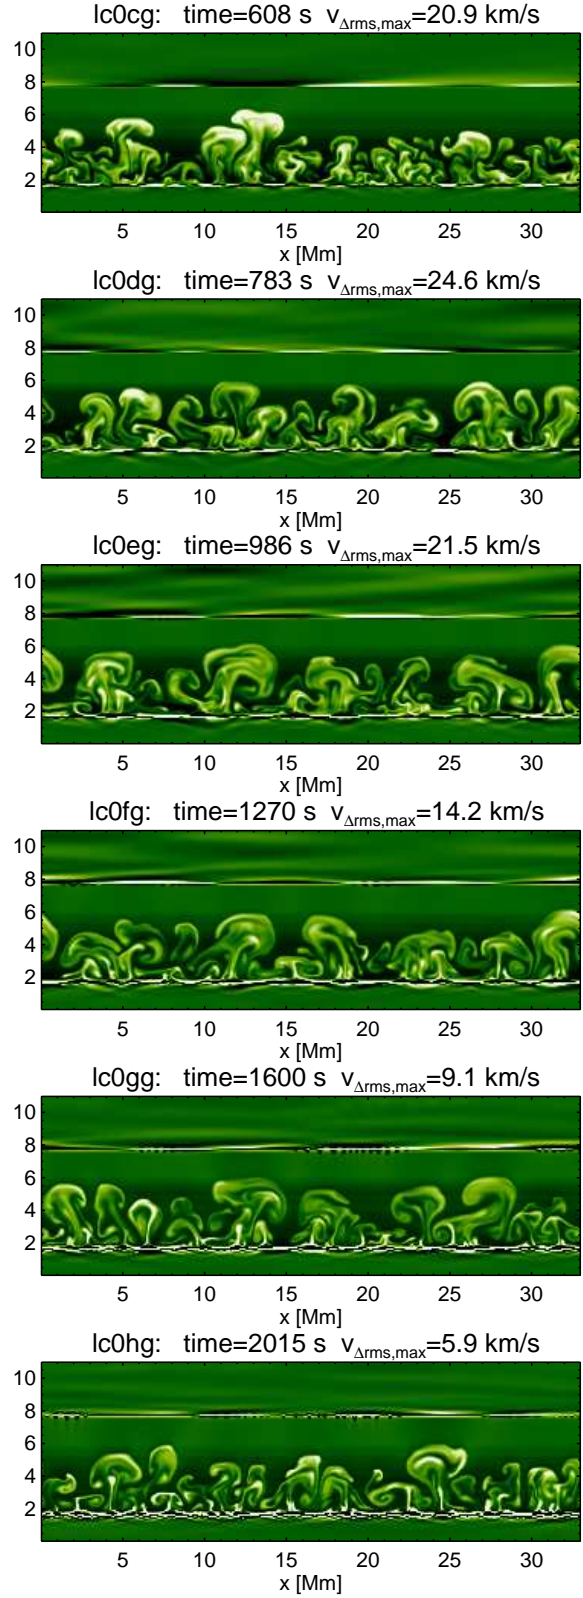 lc0cg: time=608 s vΔrms,max=20.9 km/s
10
8
6
4
2
5 10 15 20 25 30
x [Mm]
lc0dg: time=783 s vΔrms,max=24.6 km/s
10
8
6
4
2
5 10 15 20 25 30
x [Mm]
lc0eg: time=986 s vΔrms,max=21.5 km/s
10
8
6
4
2
5 10 15 20 25 30
x [Mm]
lc0fg: time=1270 s vΔrms,max=14.2 km/s
10
8
6
4
2
5 10 15 20 25 30
x [Mm]
lc0gg: time=1600 s vΔrms,max=9.1 km/s
10
8
6
4
2
5 10 15 20 25 30
x [Mm]
lc0hg: time=2015 s vΔrms,max=5.9 km/s
10
8
6
4
2
5 10 15 20 25 30
x [Mm]